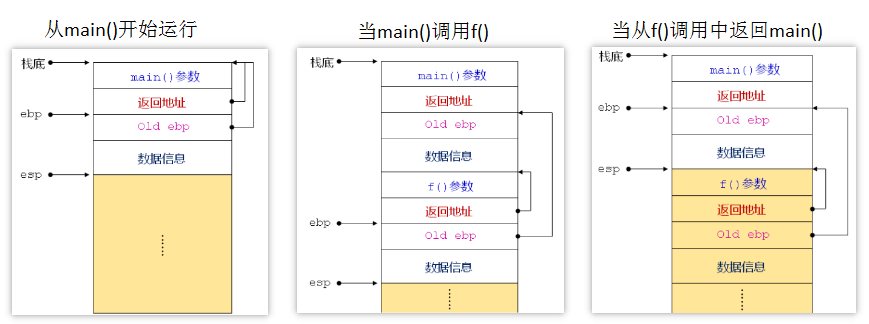 从main()开始运行
栈底
main()参数
返回地址
ebp
Old ebp
数据信息
esp
当main()调用f()
栈底
main()参数
返回地址
Old ebp
数据信息
f()参数
返回地址
ebp
Old ebp
数据信息
esp
当从f()调用中返回main()
栈底
main()参数
返回地址
ebp
Old ebp
数据信息
esp
f()参数
返回地址
Old ebp
数据信息